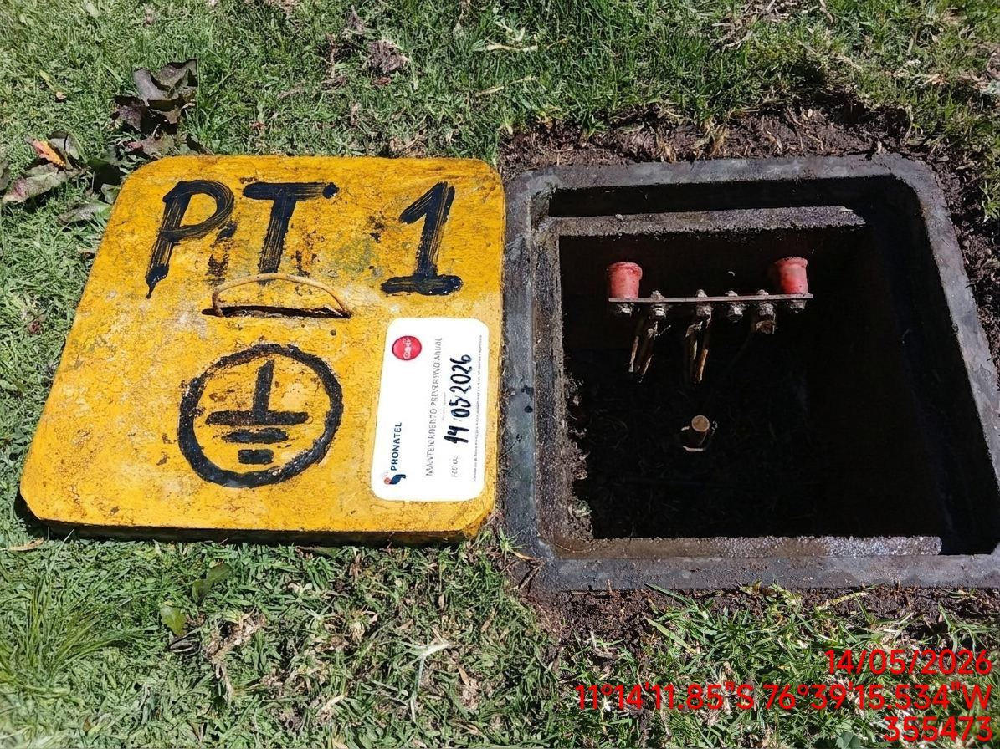 PT 1
PRONATEL
MANTENIMIENTO PREVENTIVO ANUAL
FECHA: 14/05/2026
14/05/2026
11°14'11.85"S 76°39'15.534"W
355473